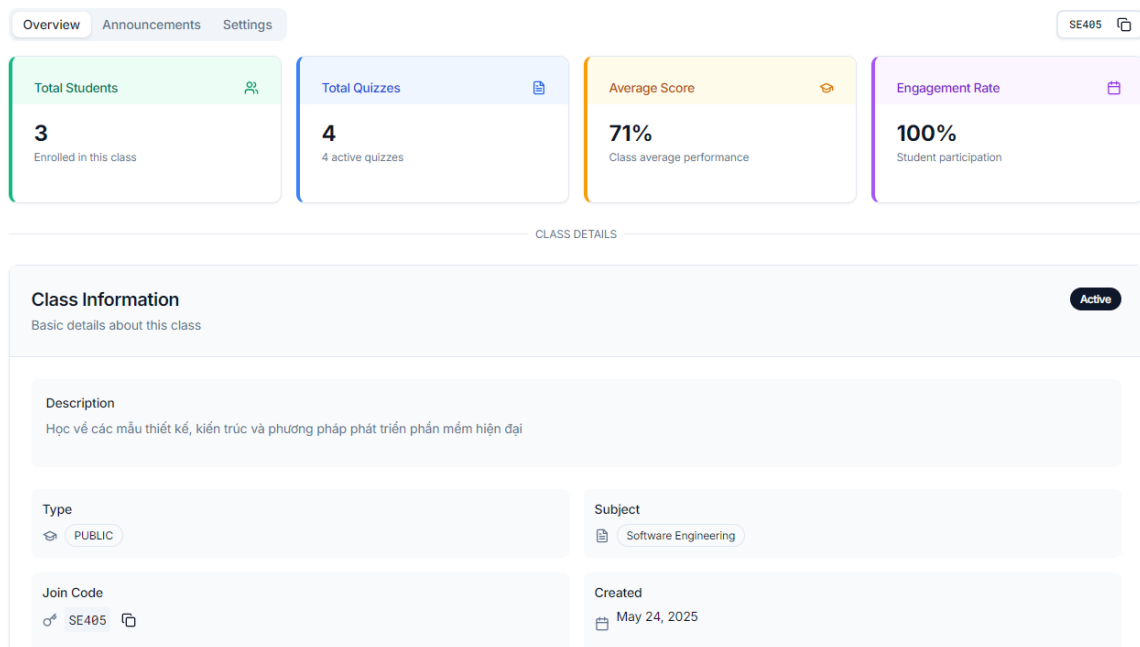 Overview Announcements Settings
SE405
Total Students
3
Enrolled in this class
Total Quizzes
4
4 active quizzes
Average Score
71%
Class average performance
Engagement Rate
100%
Student participation
CLASS DETAILS
Class Information
Basic details about this class
Active
Description
Học về các mẫu thiết kế, kiến trúc và phương pháp phát triển phần mềm hiện đại
Type
PUBLIC
Subject
Software Engineering
Join Code
SE405
Created
May 24, 2025